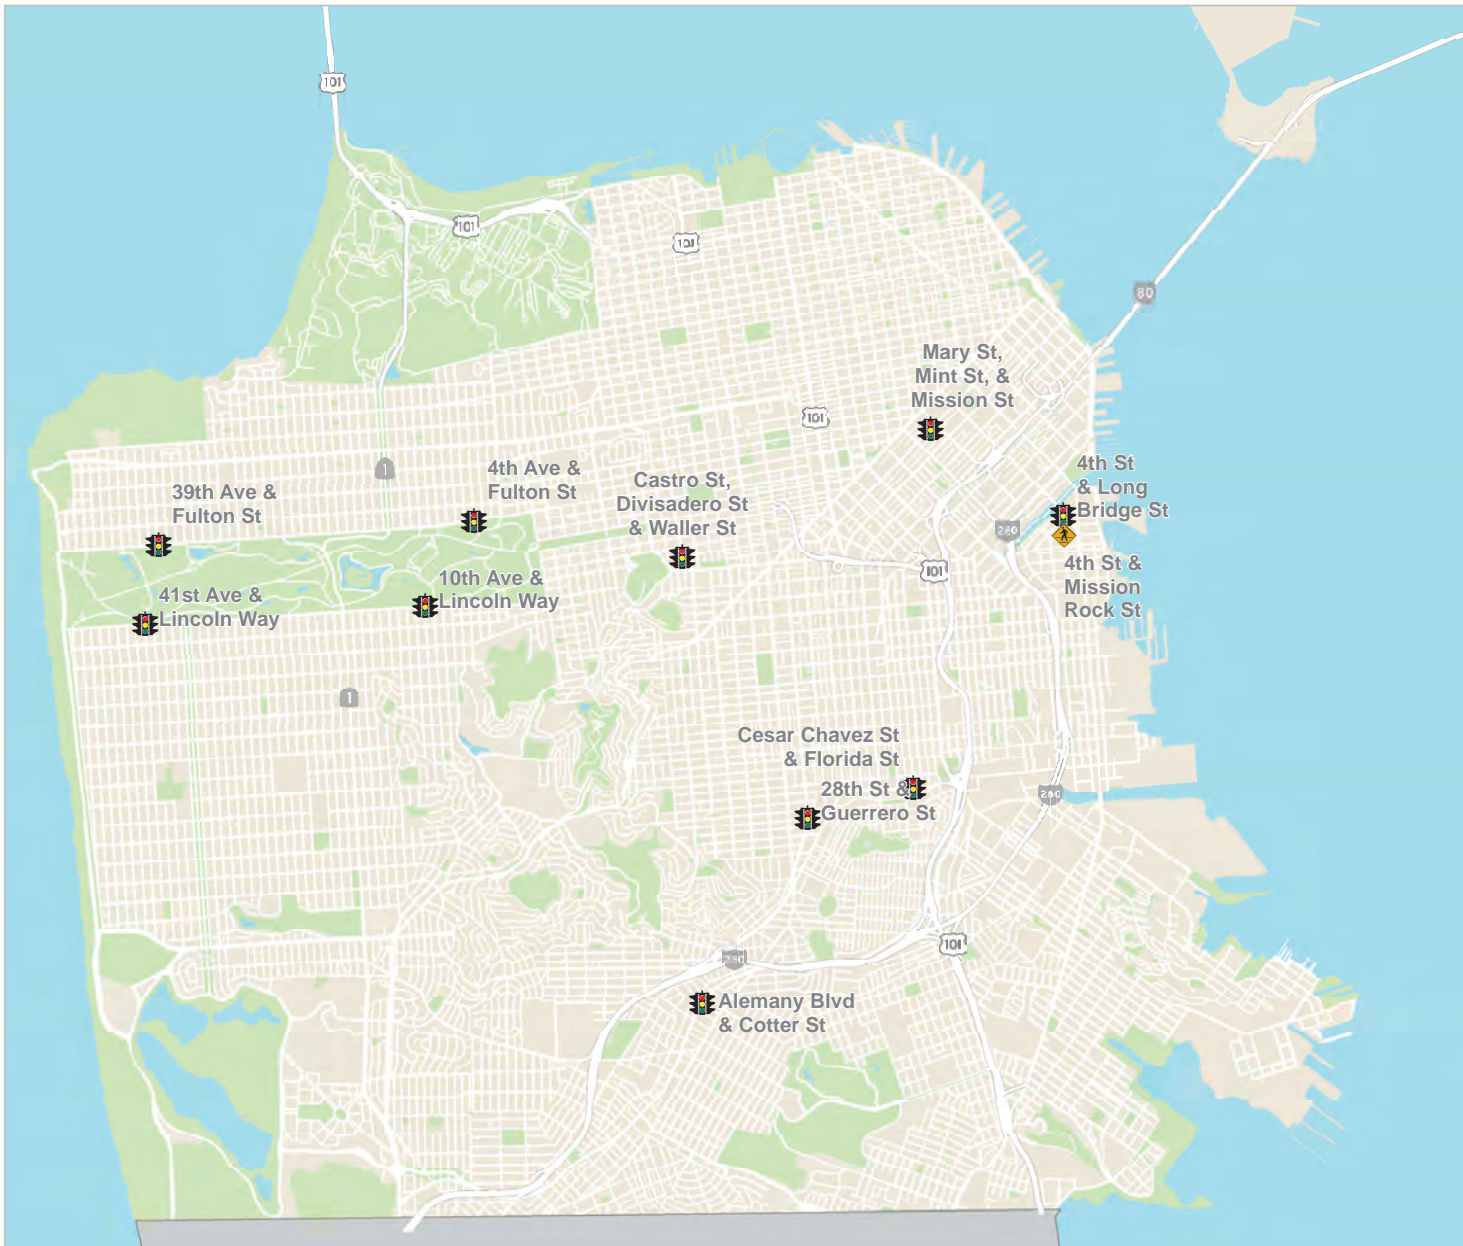 101
101
101
80
Mary St,
Mint St, &
Mission St
101
1
4th Ave &
Fulton St
Castro St,
Divisadero St
& Waller St
4th St
& Long
Bridge St
39th Ave &
Fulton St
280
101
4th St &
Mission
Rock St
10th Ave &
Lincoln Way
41st Ave &
Lincoln Way
1
Cesar Chavez St
& Florida St
28th St &
Guerrero St
280
101
280
Alemany Blvd
& Cotter St